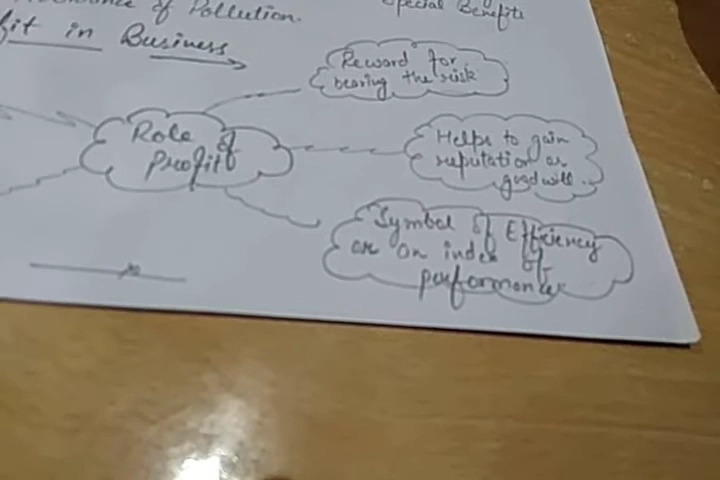 of Pollution.
Special Benefits
fit in Business
Reward for
bearing the risk
Role of
Profit
Helps to gain
reputation or
goodwill.
Symbol of Efficiency
or an index of
performance